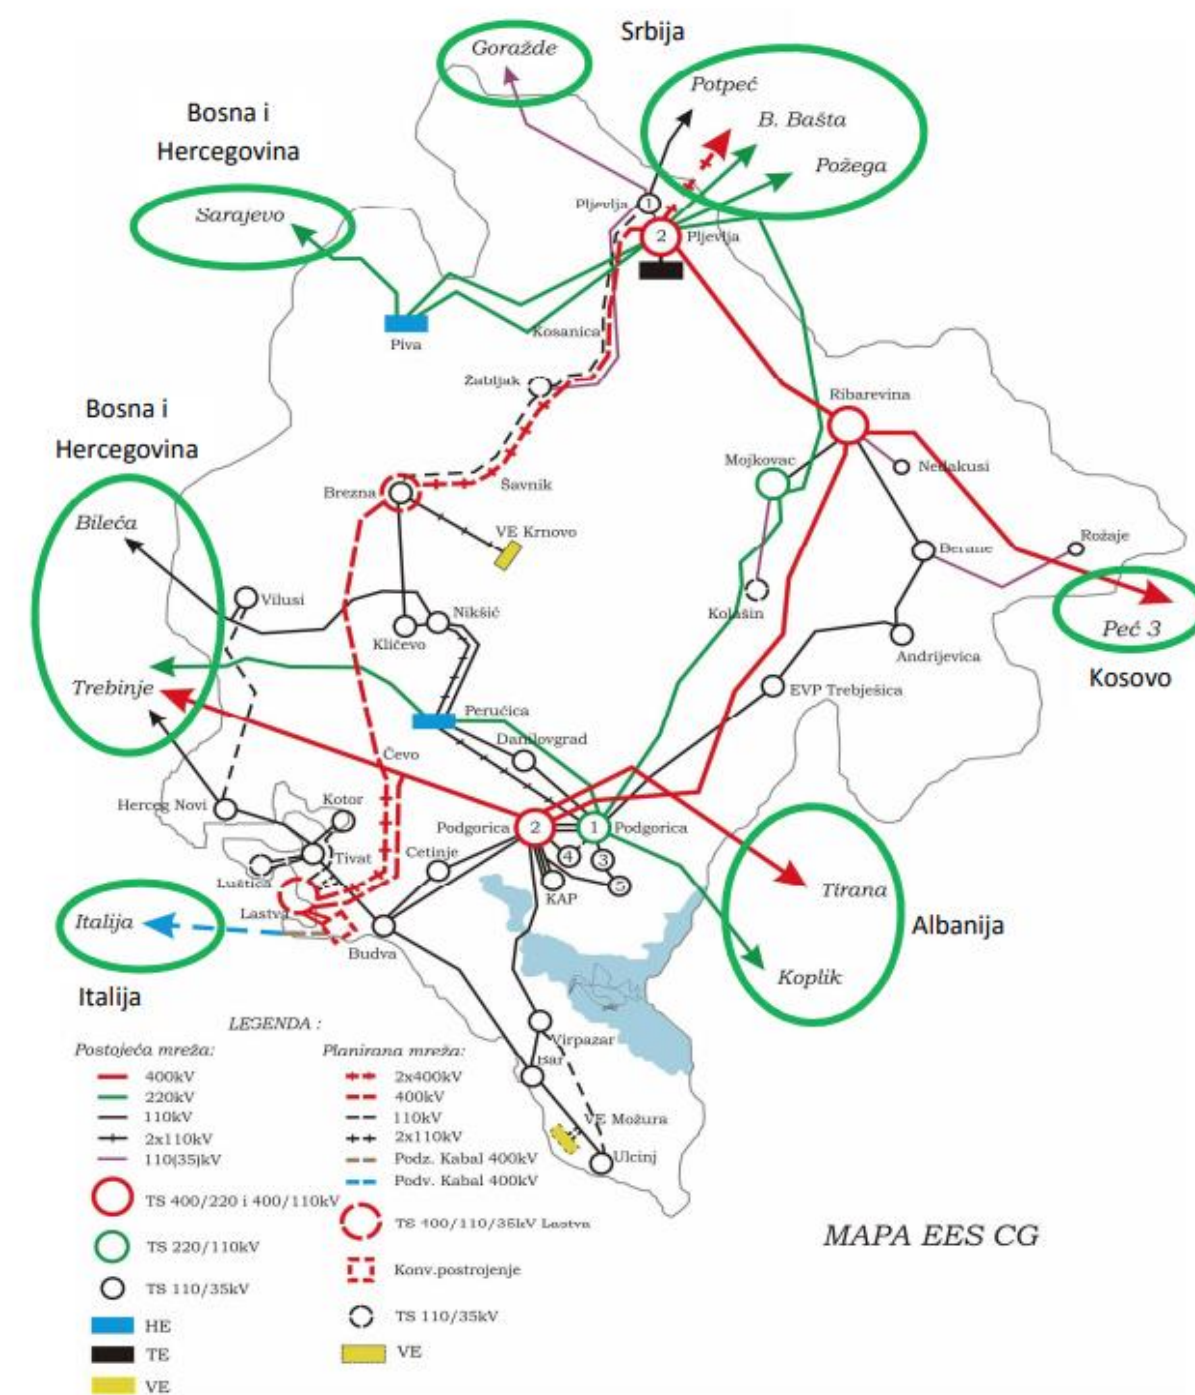 Srbija
Goražde
Potpeć
B. Bašta
Požega
Bosna i
Hercegovina
Sarajevo
Pljevlja
1
2
Pljevlja
Piva
Kosanica
Žabljak
Bosna i
Hercegovina
Ribarevina
Mojkovac
Nedakusi
Brezna
Šavnik
VE Krnovo
Bileća
Berane
Rožaje
Vilusi
Nikšić
Kličevo
Kolašin
Peć 3
Kosovo
Andrijevica
EVP Trebješica
Trebinje
Perućica
Danilovgrad
Čevo
Herceg Novi
Kotor
Podgorica
2
1
Podgorica
Tivat
Cetinje
4
3
5
KAP
Luštica
Lastva
Budva
Tirana
Albanija
Koplik
Italija
Italija
Virpazar
Bar
VE Možura
Ulcinj
LEGENDA :
Postojeća mreža:
400kV
220kV
110kV
2x110kV
110(35)kV
TS 400/220 i 400/110kV
TS 220/110kV
TS 110/35kV
HE
TE
VE
Planirana mreža:
2x400kV
400kV
110kV
2x110kV
Podz. Kabal 400kV
Podv. Kabal 400kV
TS 400/110/35kV Lastva
Konv.postrojenje
TS 110/35kV
VE
MAPA EES CG